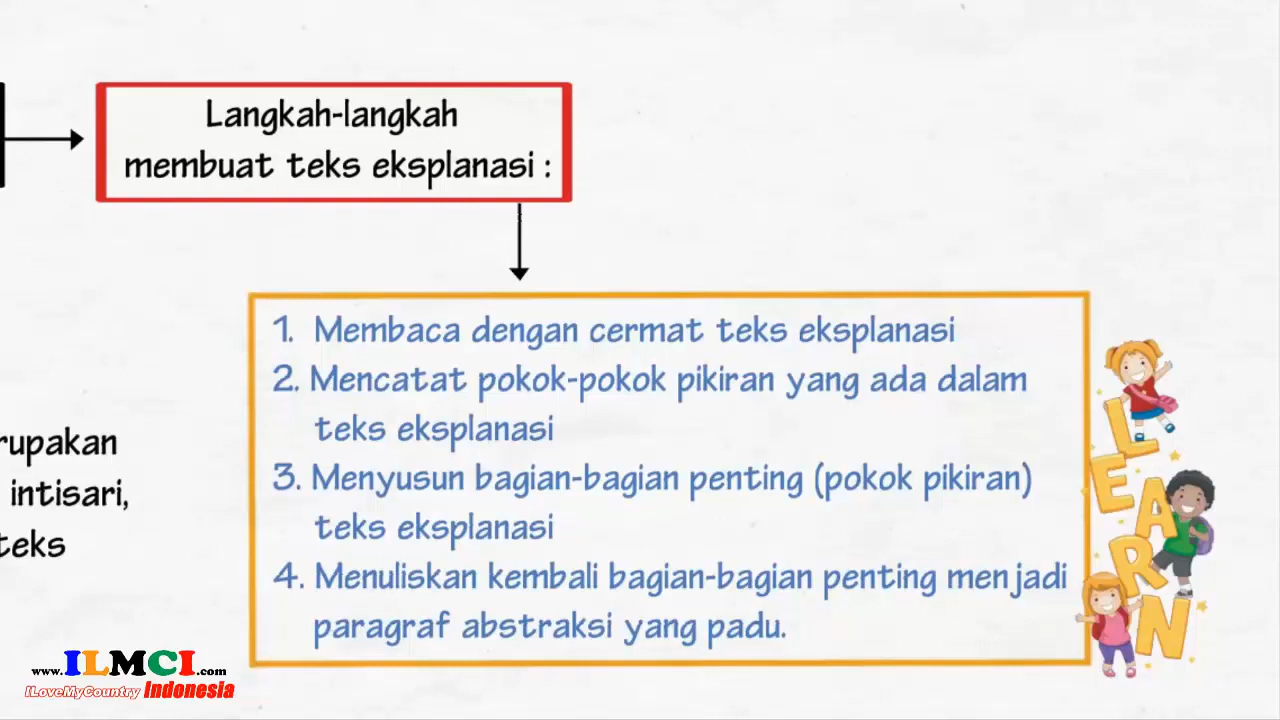 Langkah-langkah
membuat teks eksplanasi :
1. Membaca dengan cermat teks eksplanasi
2. Mencatat pokok-pokok pikiran yang ada dalam
teks eksplanasi
3. Menyusun bagian-bagian penting (pokok pikiran)
teks eksplanasi
4. Menuliskan kembali bagian-bagian penting menjadi
paragraf abstraksi yang padu.
rupakan
intisari,
teks
LEARN
www.ILMCI.com
ILoveMyCountry Indonesia